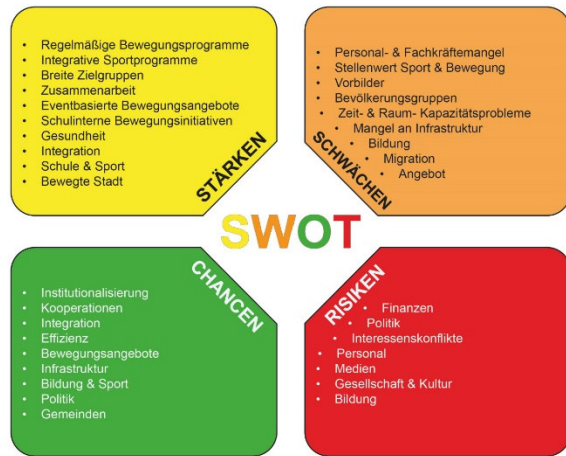 • Regelmäßige Bewegungsprogramme
• Integrative Sportprogramme
• Breite Zielgruppen
• Zusammenarbeit
• Eventbasierte Bewegungsangebote
• Schulinterne Bewegungsinitiativen
• Gesundheit
• Integration
• Schule & Sport
• Bewegte Stadt
STÄRKEN
• Personal- & Fachkräftemangel
• Stellenwert Sport & Bewegung
• Vorbilder
• Bevölkerungsgruppen
• Zeit- & Raum- Kapazitätsprobleme
• Mangel an Infrastruktur
• Bildung
• Migration
• Angebot
SCHWÄCHEN
SWOT
CHANCEN
• Institutionalisierung
• Kooperationen
• Integration
• Effizienz
• Bewegungsangebote
• Infrastruktur
• Bildung & Sport
• Politik
• Gemeinden
RISIKEN
• Finanzen
• Politik
• Interessenskonflikte
• Personal
• Medien
• Gesellschaft & Kultur
• Bildung